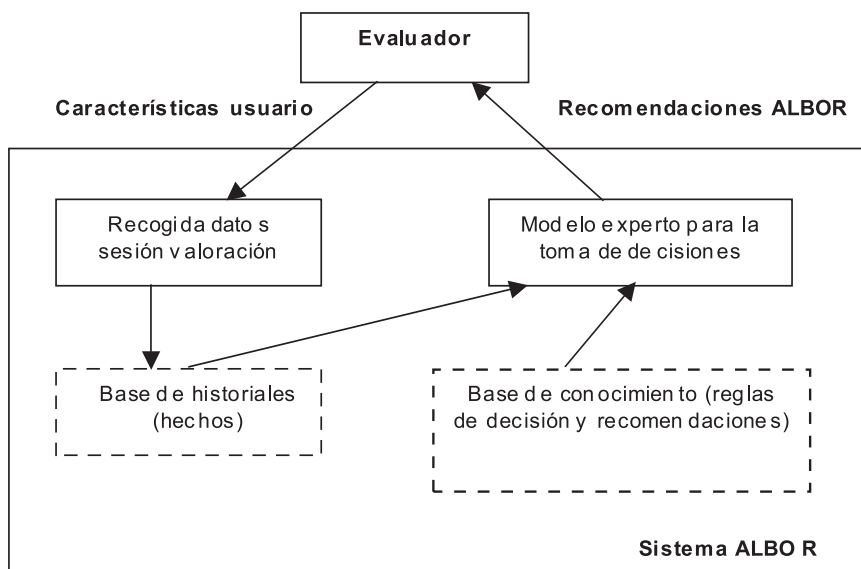 Evaluador
Características usuario
Recomendaciones ALBOR
Recogida datos
sesión valoración
Modelo experto para la
toma de decisiones
Base de historiales
(hechos)
Base de conocimiento (reglas
de decisión y recomendaciones)
Sistema ALBOR